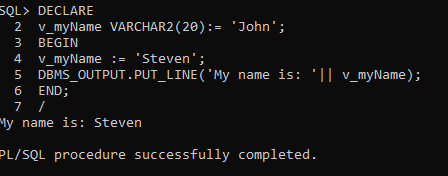 SQL> DECLARE
2 v_myName VARCHAR2(20):= 'John';
3 BEGIN
4 v_myName := 'Steven';
5 DBMS_OUTPUT.PUT_LINE('My name is: '|| v_myName);
6 END;
7 /
My name is: Steven
PL/SQL procedure successfully completed.